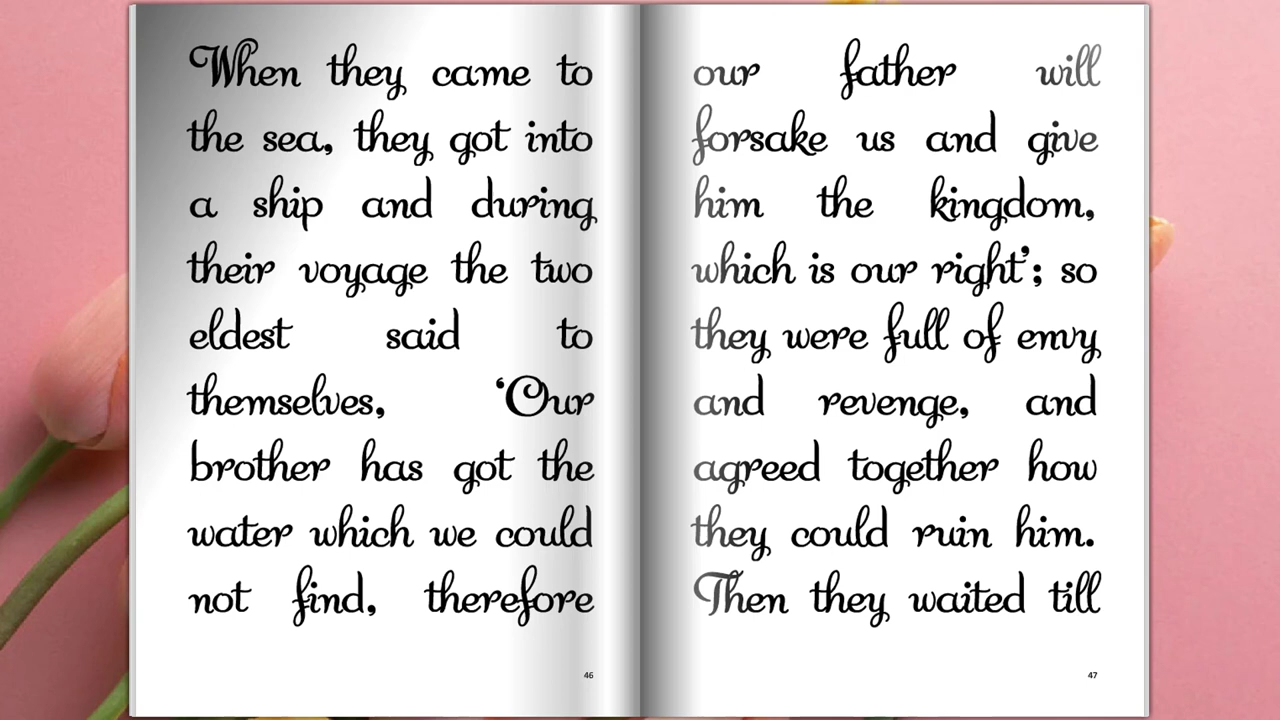 When they came to
the sea, they got into
a ship and during
their voyage the two
eldest said to
themselves, ‘Our
brother has got the
water which we could
not find, therefore
46
our father will
forsake us and give
him the kingdom,
which is our right’; so
they were full of envy
and revenge, and
agreed together how
they could ruin him.
Then they waited till
47